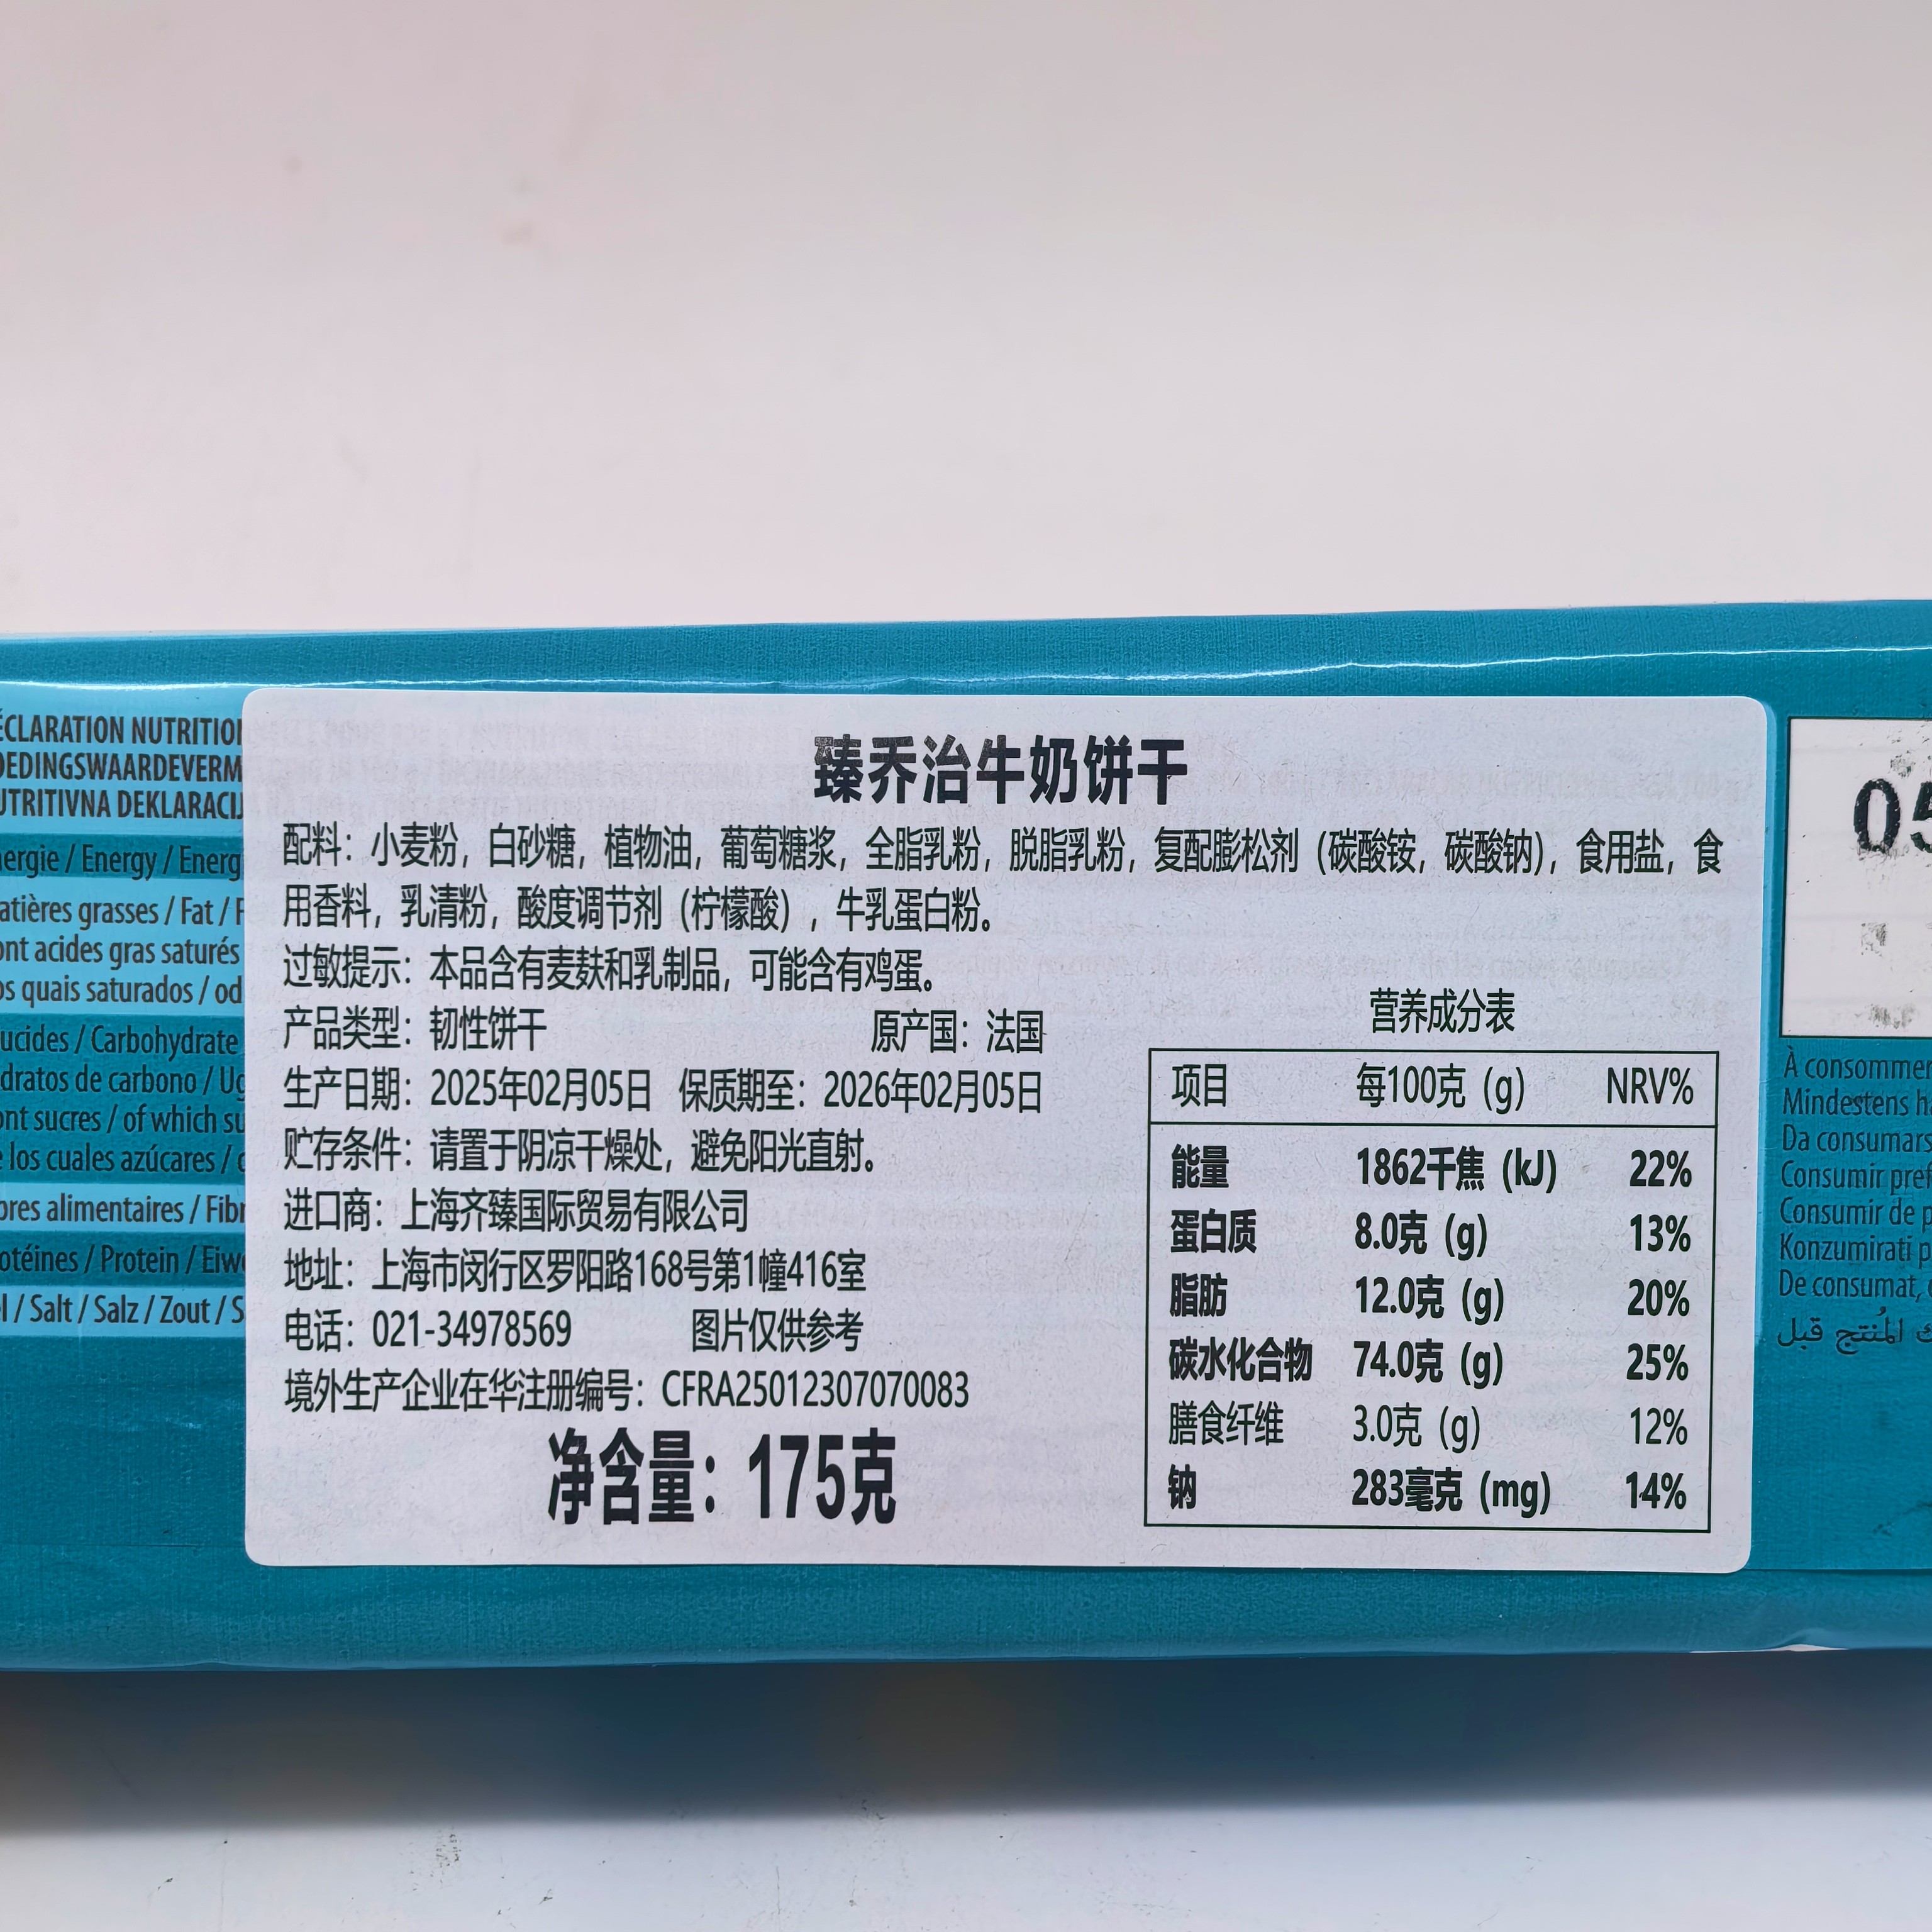 ÉCLARATION NUTRITION
OEDINGSWAARDEVERM
UTRITIVNA DEKLARACIJ
nergie / Energy / Energ
atières grasses / Fat / F
ont acides gras saturés
os quais saturados / od
ucides / Carbohydrate
dratos de carbono / Ug
ont sucres / of which su
e los cuales azúcares / d
bres alimentaires / Fibr
otéines / Protein / Eiwe
el / Salt / Salz / Zout / S
臻乔治牛奶饼干
配料：小麦粉，白砂糖，植物油，葡萄糖浆，全脂乳粉，脱脂乳粉，复配膨松剂（碳酸铵，碳酸钠），食用盐，食
用香料，乳清粉，酸度调节剂（柠檬酸），牛乳蛋白粉。
过敏提示：本品含有麦麸和乳制品，可能含有鸡蛋。
产品类型：韧性饼干 原产国：法国
生产日期：2025年02月05日 保质期至：2026年02月05日
贮存条件：请置于阴凉干燥处，避免阳光直射。
进口商：上海齐臻国际贸易有限公司
地址：上海市闵行区罗阳路168号第1幢416室
电话：021-34978569 图片仅供参考
境外生产企业在华注册编号：CFRA25012307070083
净含量：175克
营养成分表
项目 每100克（g） NRV%
能量 1862千焦（kJ） 22%
蛋白质 8.0克（g） 13%
脂肪 12.0克（g） 20%
碳水化合物 74.0克（g） 25%
膳食纤维 3.0克（g） 12%
钠 283毫克（mg） 14%
05
À consommer
Mindestens ha
Da consumars
Consumir pref
Consumir de p
Konzumirati p
De consumat,
المُنتج قبل